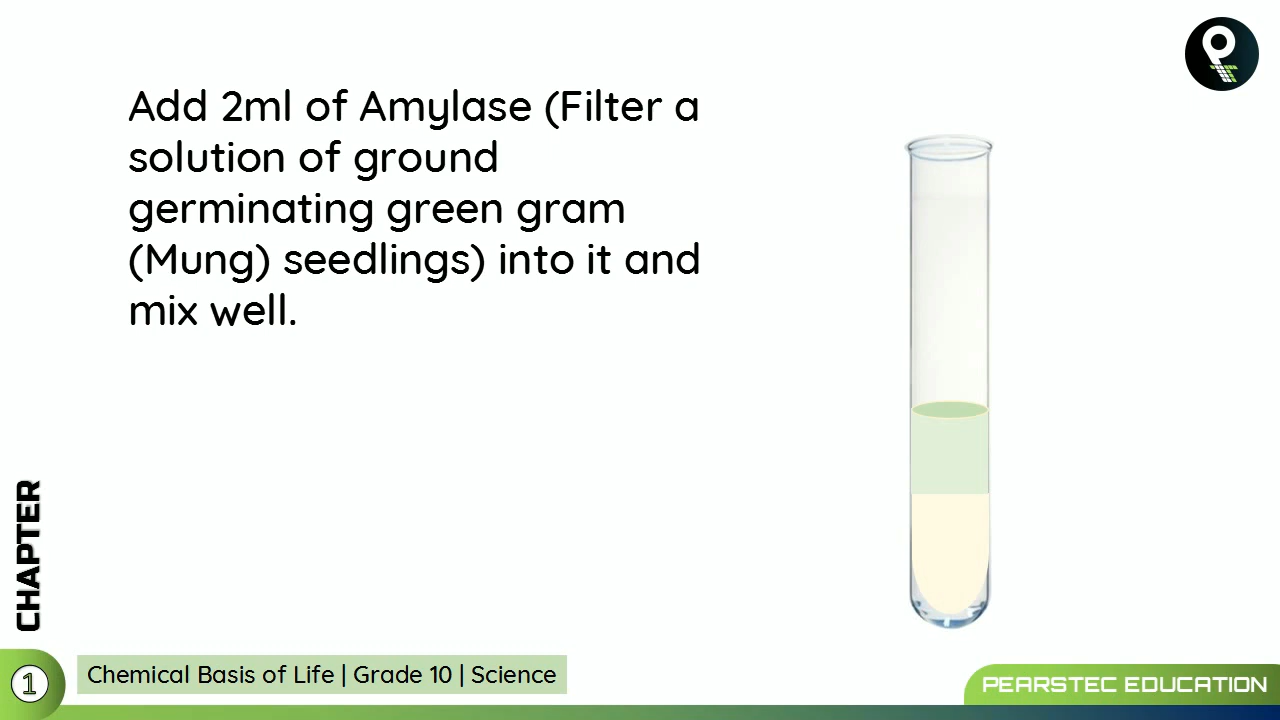 Add 2ml of Amylase (Filter a
solution of ground
germinating green gram
(Mung) seedlings) into it and
mix well.
CHAPTER
1
Chemical Basis of Life | Grade 10 | Science
PEARSTEC EDUCATION